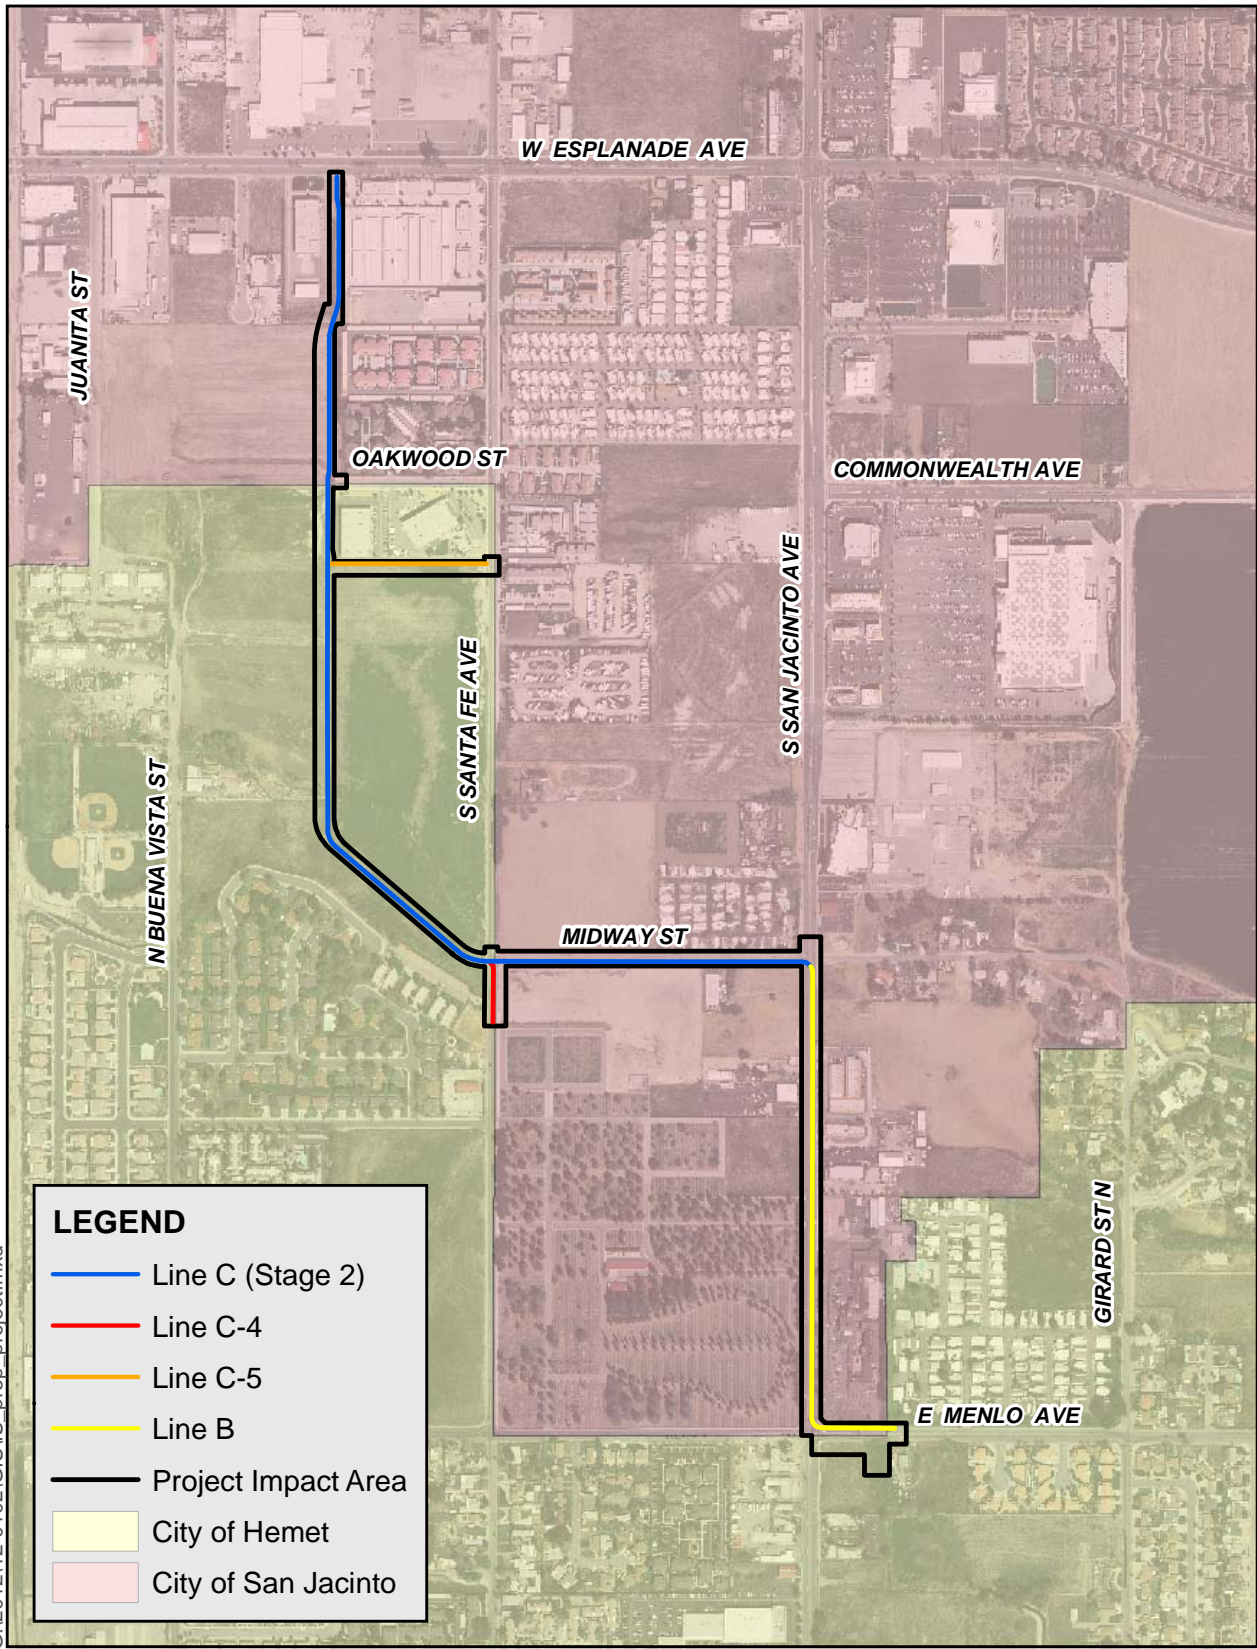 W ESPLANADE AVE
JUANITA ST
OAKWOOD ST
COMMONWEALTH AVE
S SAN JACINTO AVE
S SANTA FE AVE
N BUENA VISTA ST
MIDWAY ST
GIRARD ST N
E MENLO AVE
LEGEND
Line C (Stage 2)
Line C-4
Line C-5
Line B
Project Impact Area
City of Hemet
City of San Jacinto